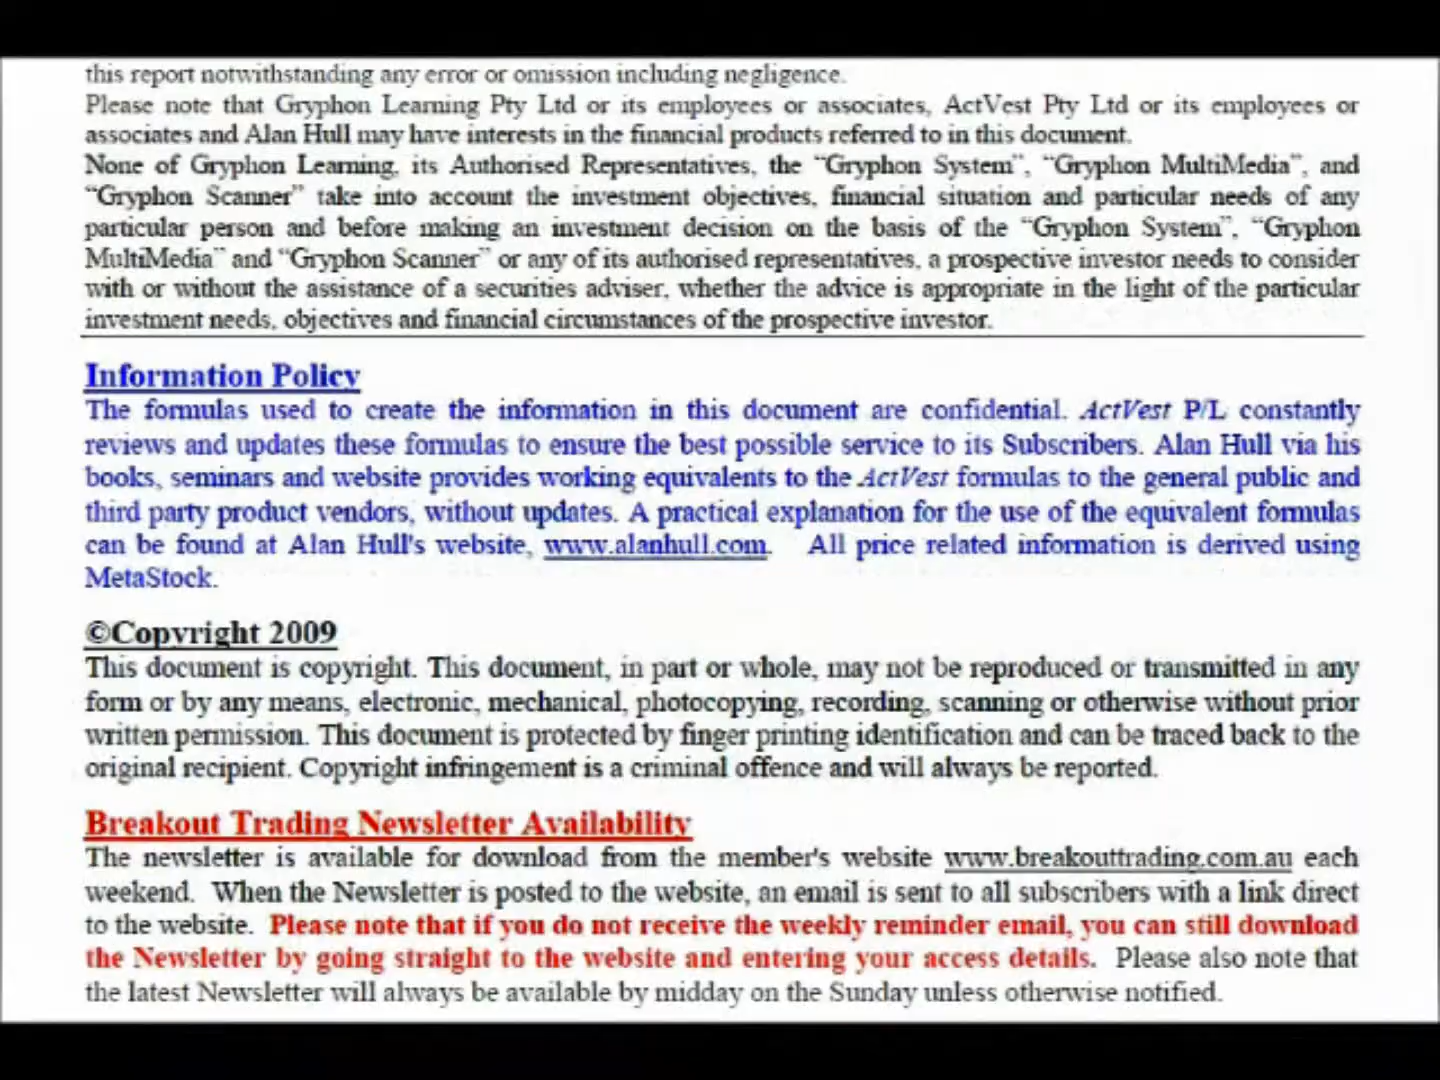 this report notwithstanding any error or omission including negligence.
Please note that Gryphon Learning Pty Ltd or its employees or associates, ActVest Pty Ltd or its employees or
associates and Alan Hull may have interests in the financial products referred to in this document.
None of Gryphon Learning, its Authorised Representatives, the “Gryphon System”, “Gryphon MultiMedia”, and
“Gryphon Scanner” take into account the investment objectives, financial situation and particular needs of any
particular person and before making an investment decision on the basis of the “Gryphon System”, “Gryphon
MultiMedia” and “Gryphon Scanner” or any of its authorised representatives, a prospective investor needs to consider
with or without the assistance of a securities adviser, whether the advice is appropriate in the light of the particular
investment needs, objectives and financial circumstances of the prospective investor.
Information Policy
The formulas used to create the information in this document are confidential. ActVest P/L constantly
reviews and updates these formulas to ensure the best possible service to its Subscribers. Alan Hull via his
books, seminars and website provides working equivalents to the ActVest formulas to the general public and
third party product vendors, without updates. A practical explanation for the use of the equivalent formulas
can be found at Alan Hull's website, www.alanhull.com. All price related information is derived using
MetaStock.
©Copyright 2009
This document is copyright. This document, in part or whole, may not be reproduced or transmitted in any
form or by any means, electronic, mechanical, photocopying, recording, scanning or otherwise without prior
written permission. This document is protected by finger printing identification and can be traced back to the
original recipient. Copyright infringement is a criminal offence and will always be reported.
Breakout Trading Newsletter Availability
The newsletter is available for download from the member's website www.breakouttrading.com.au each
weekend. When the Newsletter is posted to the website, an email is sent to all subscribers with a link direct
to the website. Please note that if you do not receive the weekly reminder email, you can still download
the Newsletter by going straight to the website and entering your access details. Please also note that
the latest Newsletter will always be available by midday on the Sunday unless otherwise notified.